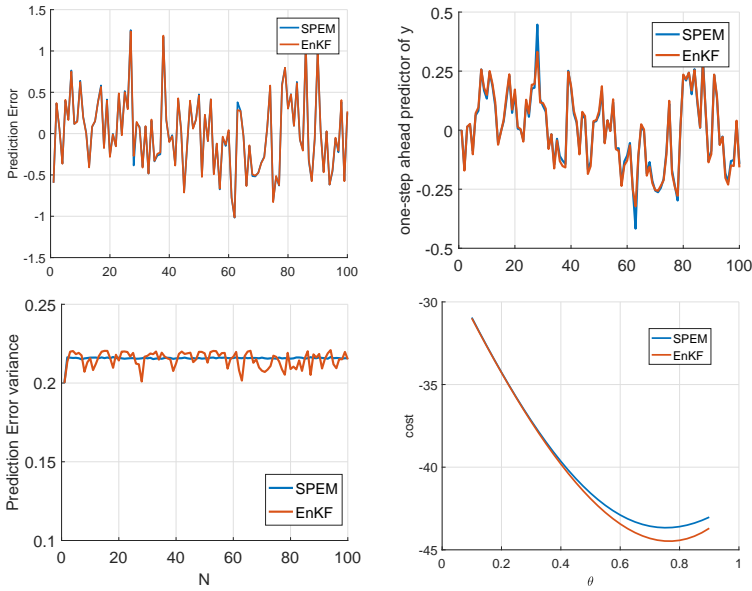 Prediction Error
1.5
1
0.5
0
-0.5
-1
-1.5
0 20 40 60 80 100
SPEM
EnKF
one-step ahead predictor of y
0.5
0.25
0
-0.25
-0.5
0 20 40 60 80 100
SPEM
EnKF
Prediction Error variance
0.25
0.2
0.15
0.1
0 20 40 60 80 100
N
SPEM
EnKF
cost
-30
-35
-40
-45
0 0.2 0.4 0.6 0.8 1
θ
SPEM
EnKF